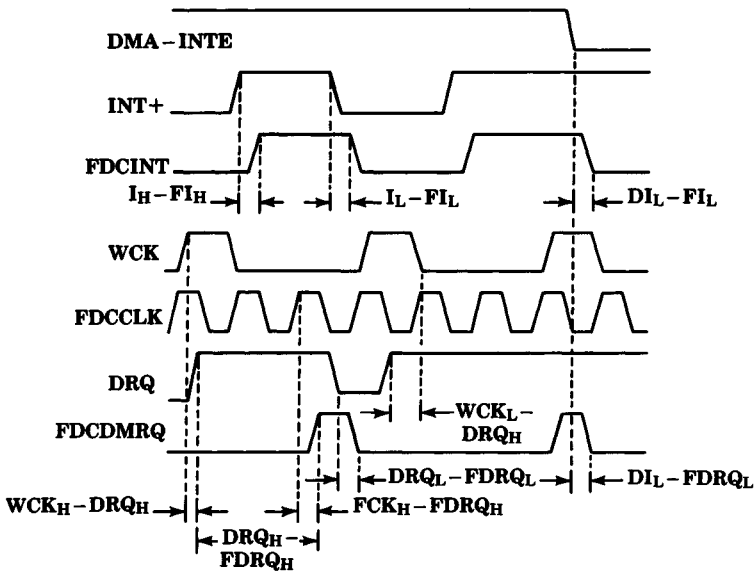 DMA-INTE
INT+
FDCINT
I_H-FI_H
I_L-FI_L
DI_L-FI_L
WCK
FDCCLK
DRQ
WCK_L-
DRQ_H
FDCDMRQ
DRQ_L-FDRQ_L
DI_L-FDRQ_L
WCK_H-DRQ_H
FCK_H-FDRQ_H
DRQ_H-
FDRQ_H